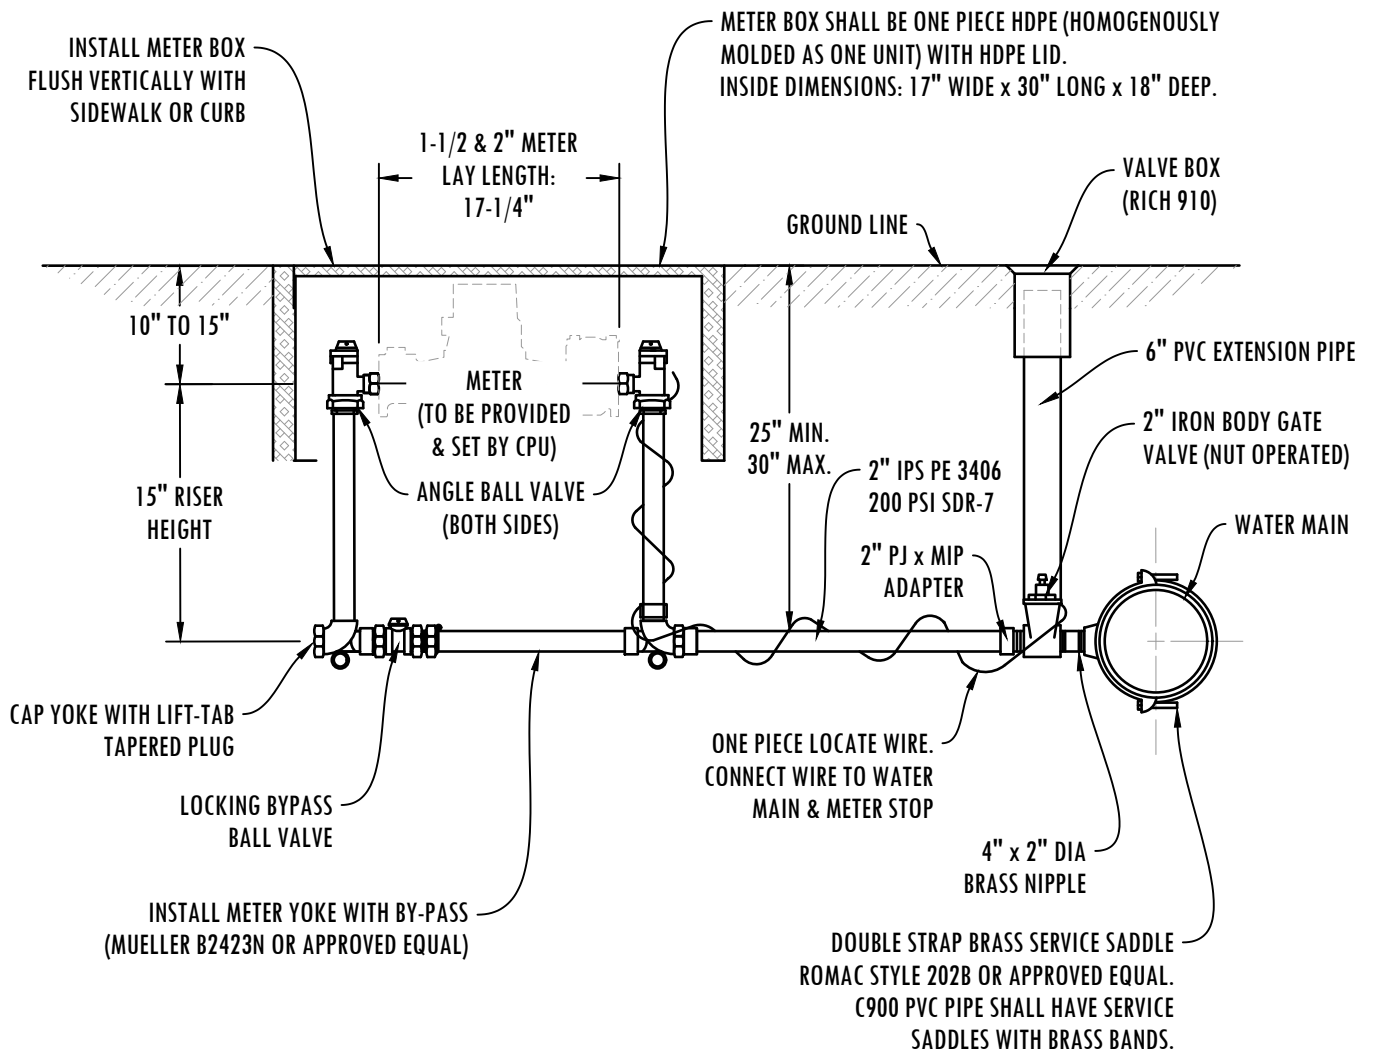 INSTALL METER BOX
FLUSH VERTICALLY WITH
SIDEWALK OR CURB
METER BOX SHALL BE ONE PIECE HDPE (HOMOGENOUSLY
MOLDED AS ONE UNIT) WITH HDPE LID.
INSIDE DIMENSIONS: 17" WIDE x 30" LONG x 18" DEEP.
1-1/2 & 2" METER
LAY LENGTH:
17-1/4"
VALVE BOX
(RICH 910)
GROUND LINE
10" TO 15"
6" PVC EXTENSION PIPE
METER
(TO BE PROVIDED
& SET BY CPU)
25" MIN.
30" MAX.
2" IRON BODY GATE
VALVE (NUT OPERATED)
15" RISER
HEIGHT
ANGLE BALL VALVE
(BOTH SIDES)
2" IPS PE 3406
200 PSI SDR-7
WATER MAIN
2" PJ x MIP
ADAPTER
CAP YOKE WITH LIFT-TAB
TAPERED PLUG
ONE PIECE LOCATE WIRE.
CONNECT WIRE TO WATER
MAIN & METER STOP
LOCKING BYPASS
BALL VALVE
4" x 2" DIA
BRASS NIPPLE
INSTALL METER YOKE WITH BY-PASS
(MUELLER B2423N OR APPROVED EQUAL)
DOUBLE STRAP BRASS SERVICE SADDLE
ROMAC STYLE 202B OR APPROVED EQUAL.
C900 PVC PIPE SHALL HAVE SERVICE
SADDLES WITH BRASS BANDS.